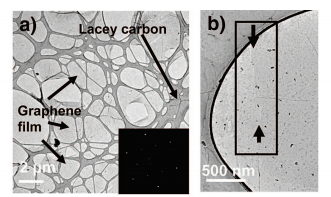 a)
Lacey carbon
Graphene
film
2 μm
b)
500 nm